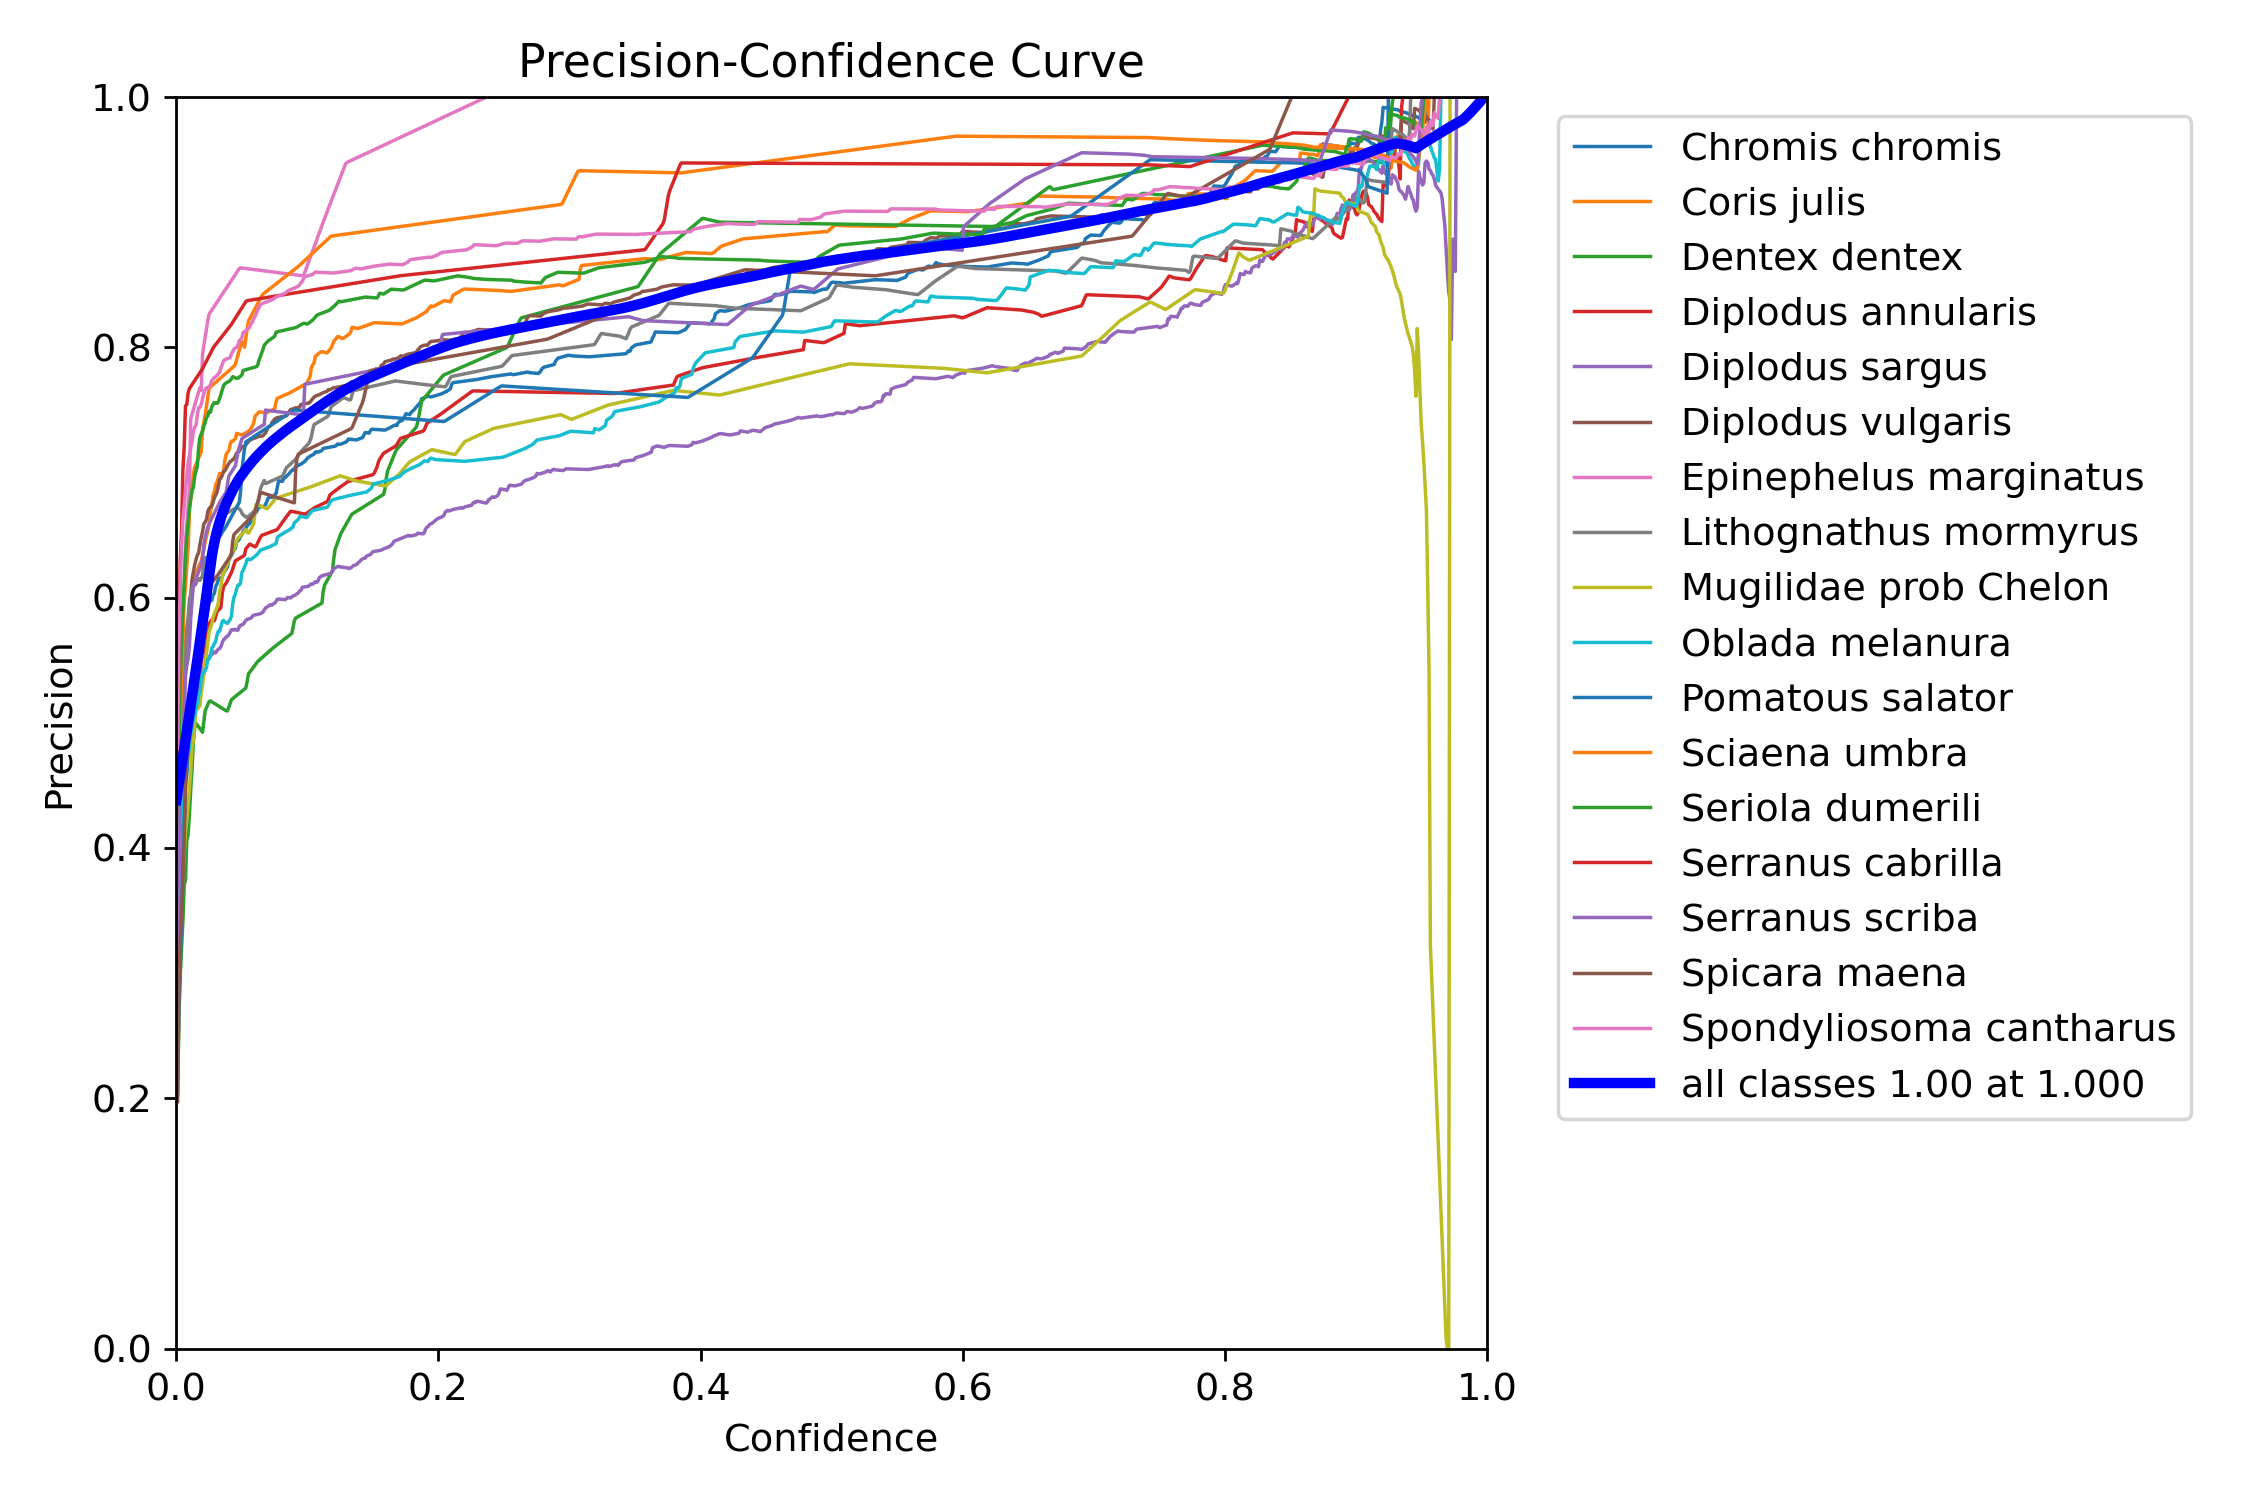 Precision-Confidence Curve
1.0
0.8
0.6
0.4
0.2
0.0
Precision
0.0 0.2 0.4 0.6 0.8 1.0
Confidence
Chromis chromis
Coris julis
Dentex dentex
Diplodus annularis
Diplodus sargus
Diplodus vulgaris
Epinephelus marginatus
Lithognathus mormyrus
Mugilidae prob Chelon
Oblada melanura
Pomatous salator
Sciaena umbra
Seriola dumerili
Serranus cabrilla
Serranus scriba
Spicara maena
Spondyliosoma cantharus
all classes 1.00 at 1.000